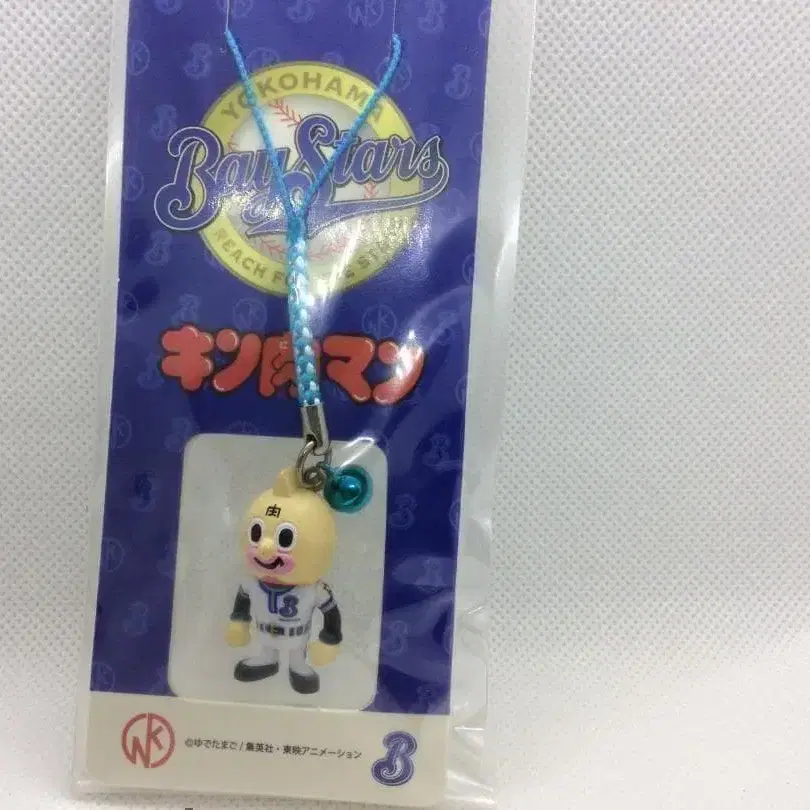 YOKOHAMA
BayStars
REACH FOR
キン肉マン
肉
B
©ゆでたまご / 集英社・東映アニメーション
B